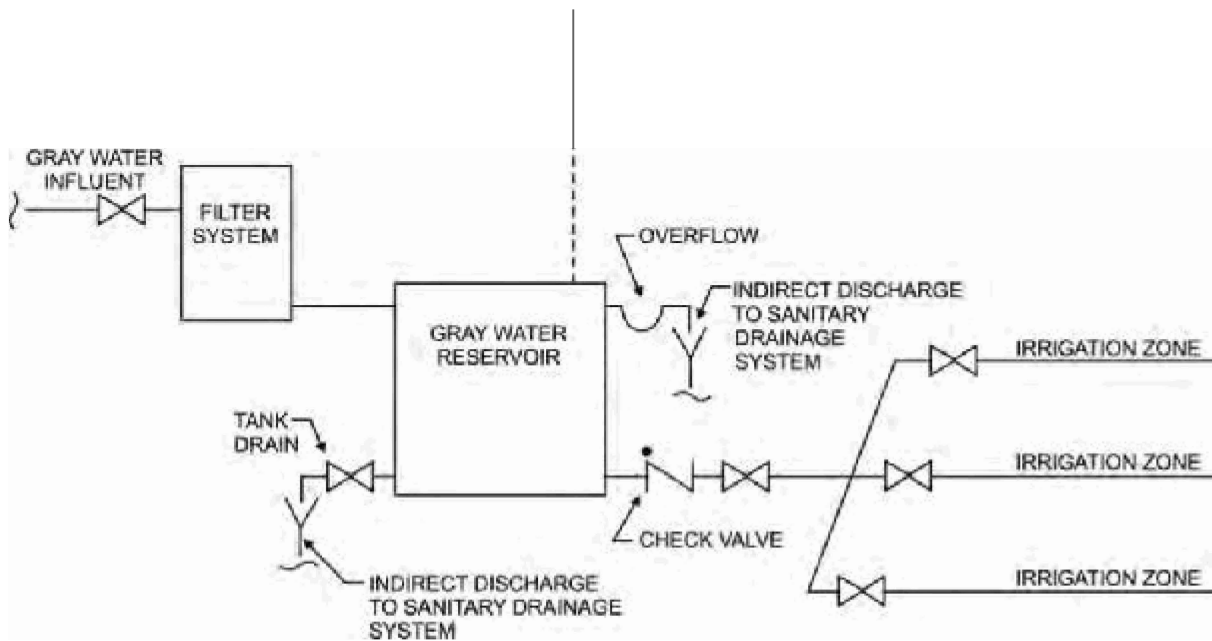 GRAY WATER
INFLUENT
FILTER
SYSTEM
OVERFLOW
INDIRECT DISCHARGE
TO SANITARY
DRAINAGE
SYSTEM
GRAY WATER
RESERVOIR
IRRIGATION ZONE
TANK
DRAIN
IRRIGATION ZONE
CHECK VALVE
IRRIGATION ZONE
INDIRECT DISCHARGE
TO SANITARY DRAINAGE
SYSTEM